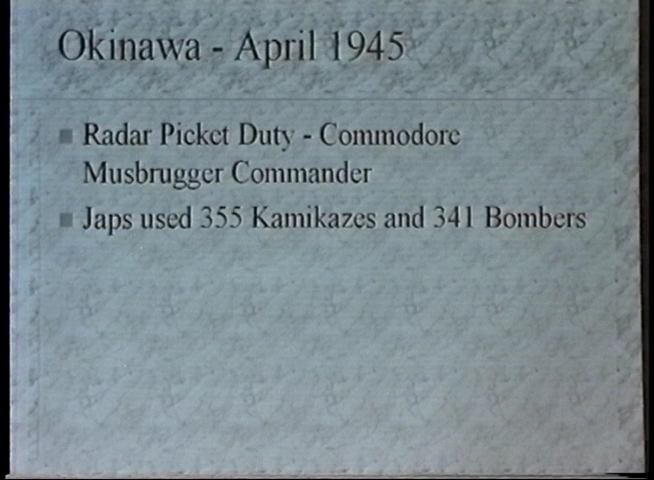 Okinawa - April 1945
Radar Picket Duty - Commodore
Musbrugger Commander
Japs used 355 Kamikazes and 341 Bombers